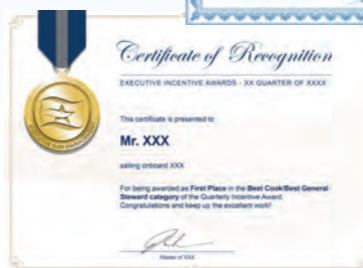 Certificate of Recognition
EXECUTIVE INCENTIVE AWARDS - XX QUARTER OF XXXX
This certificate is presented to
Mr. XXX
sailing onboard XXX
For being awarded as First Place in the Best Cook/Best General
Steward category of the Quarterly Incentive Award.
Congratulations and keep up the excellent work!
Master of XXX